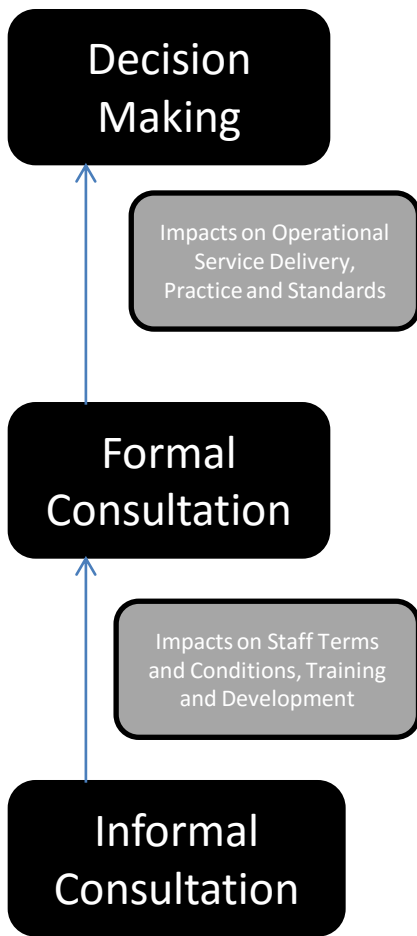 Decision
Making
Impacts on Operational
Service Delivery,
Practice and Standards
Formal
Consultation
Impacts on Staff Terms
and Conditions, Training
and Development
Informal
Consultation